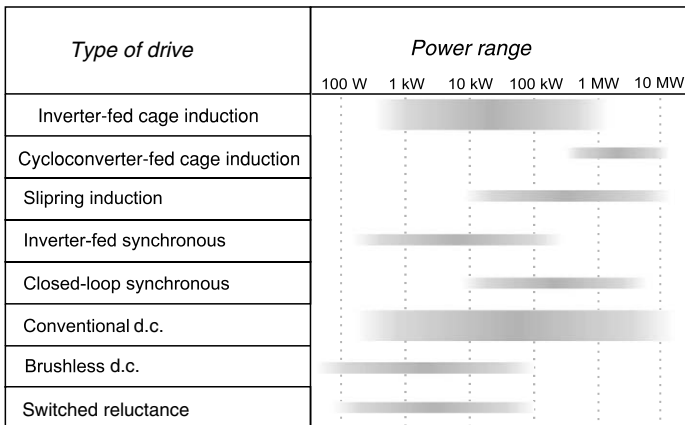 Type of drive
Power range
100 W 1 kW 10 kW 100 kW 1 MW 10 MW
Inverter-fed cage induction
Cycloconverter-fed cage induction
Slipring induction
Inverter-fed synchronous
Closed-loop synchronous
Conventional d.c.
Brushless d.c.
Switched reluctance